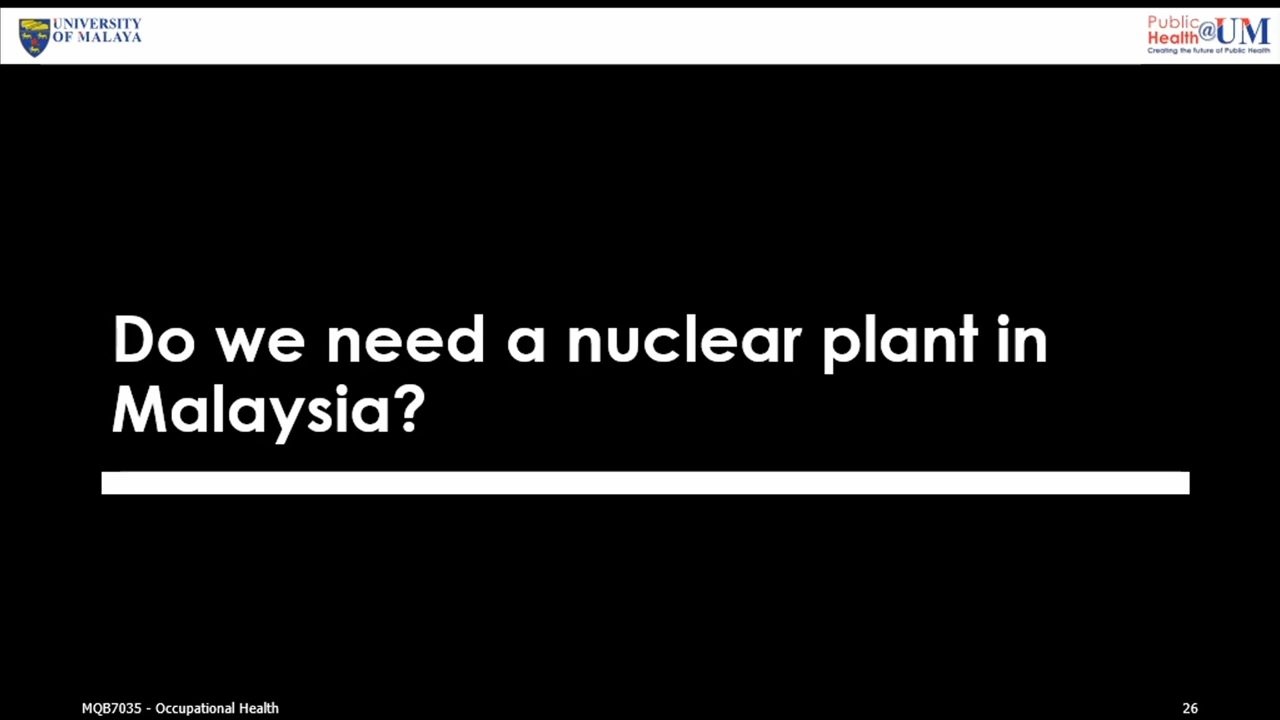 UNIVERSITY
OF MALAYA
Public
Health@UM
Creating the future of Public Health
Do we need a nuclear plant in
Malaysia?
MQB7035 - Occupational Health
26